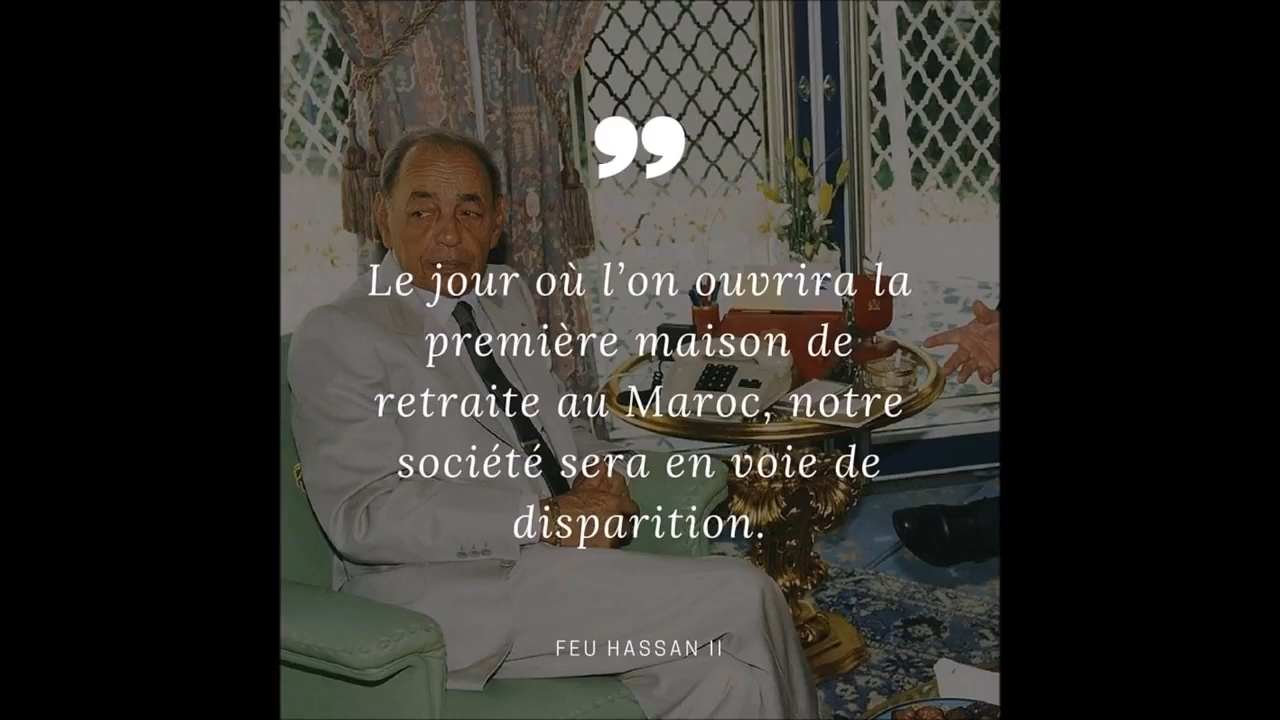 ”
Le jour où l’on ouvrira la
première maison de
retraite au Maroc, notre
société sera en voie de
disparition.
FEU HASSAN II